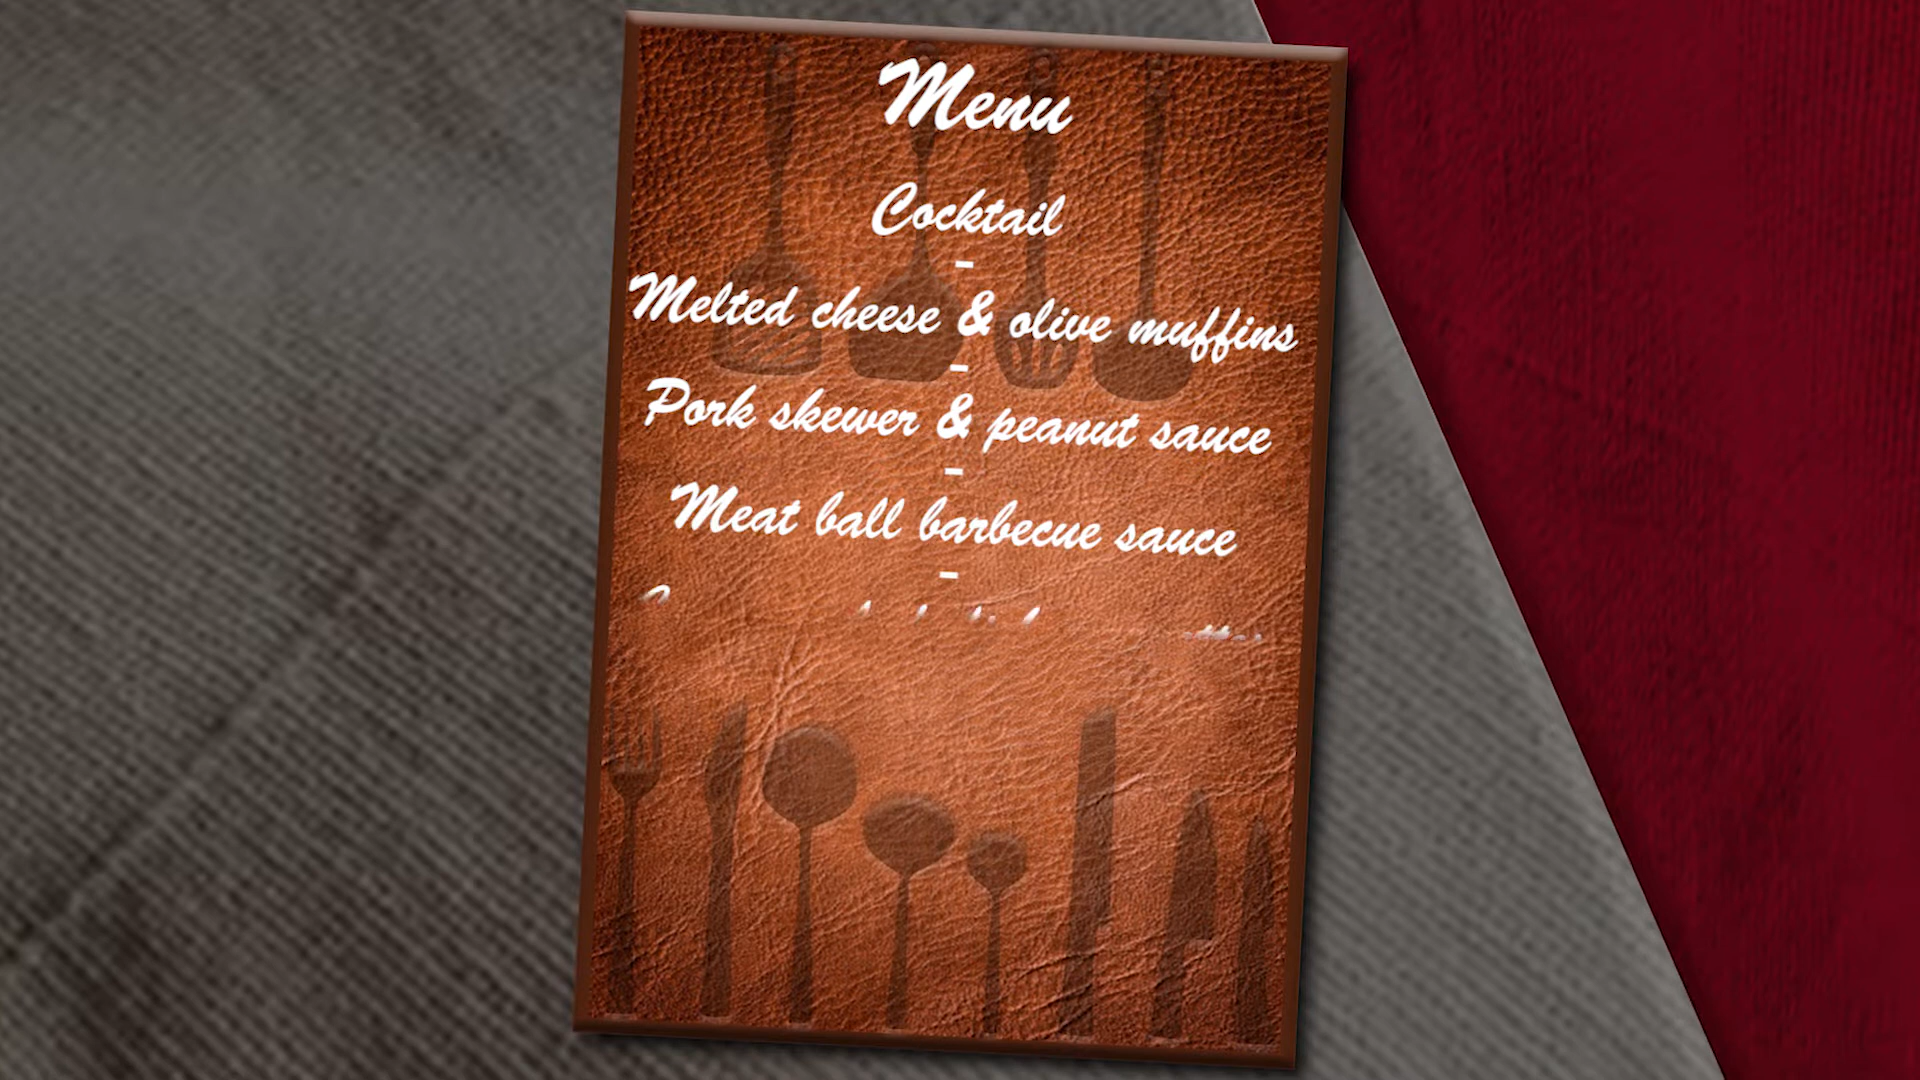 Menu
Cocktail
-
Melted cheese & olive muffins
-
Pork skewer & peanut sauce
-
Meat ball barbecue sauce
-